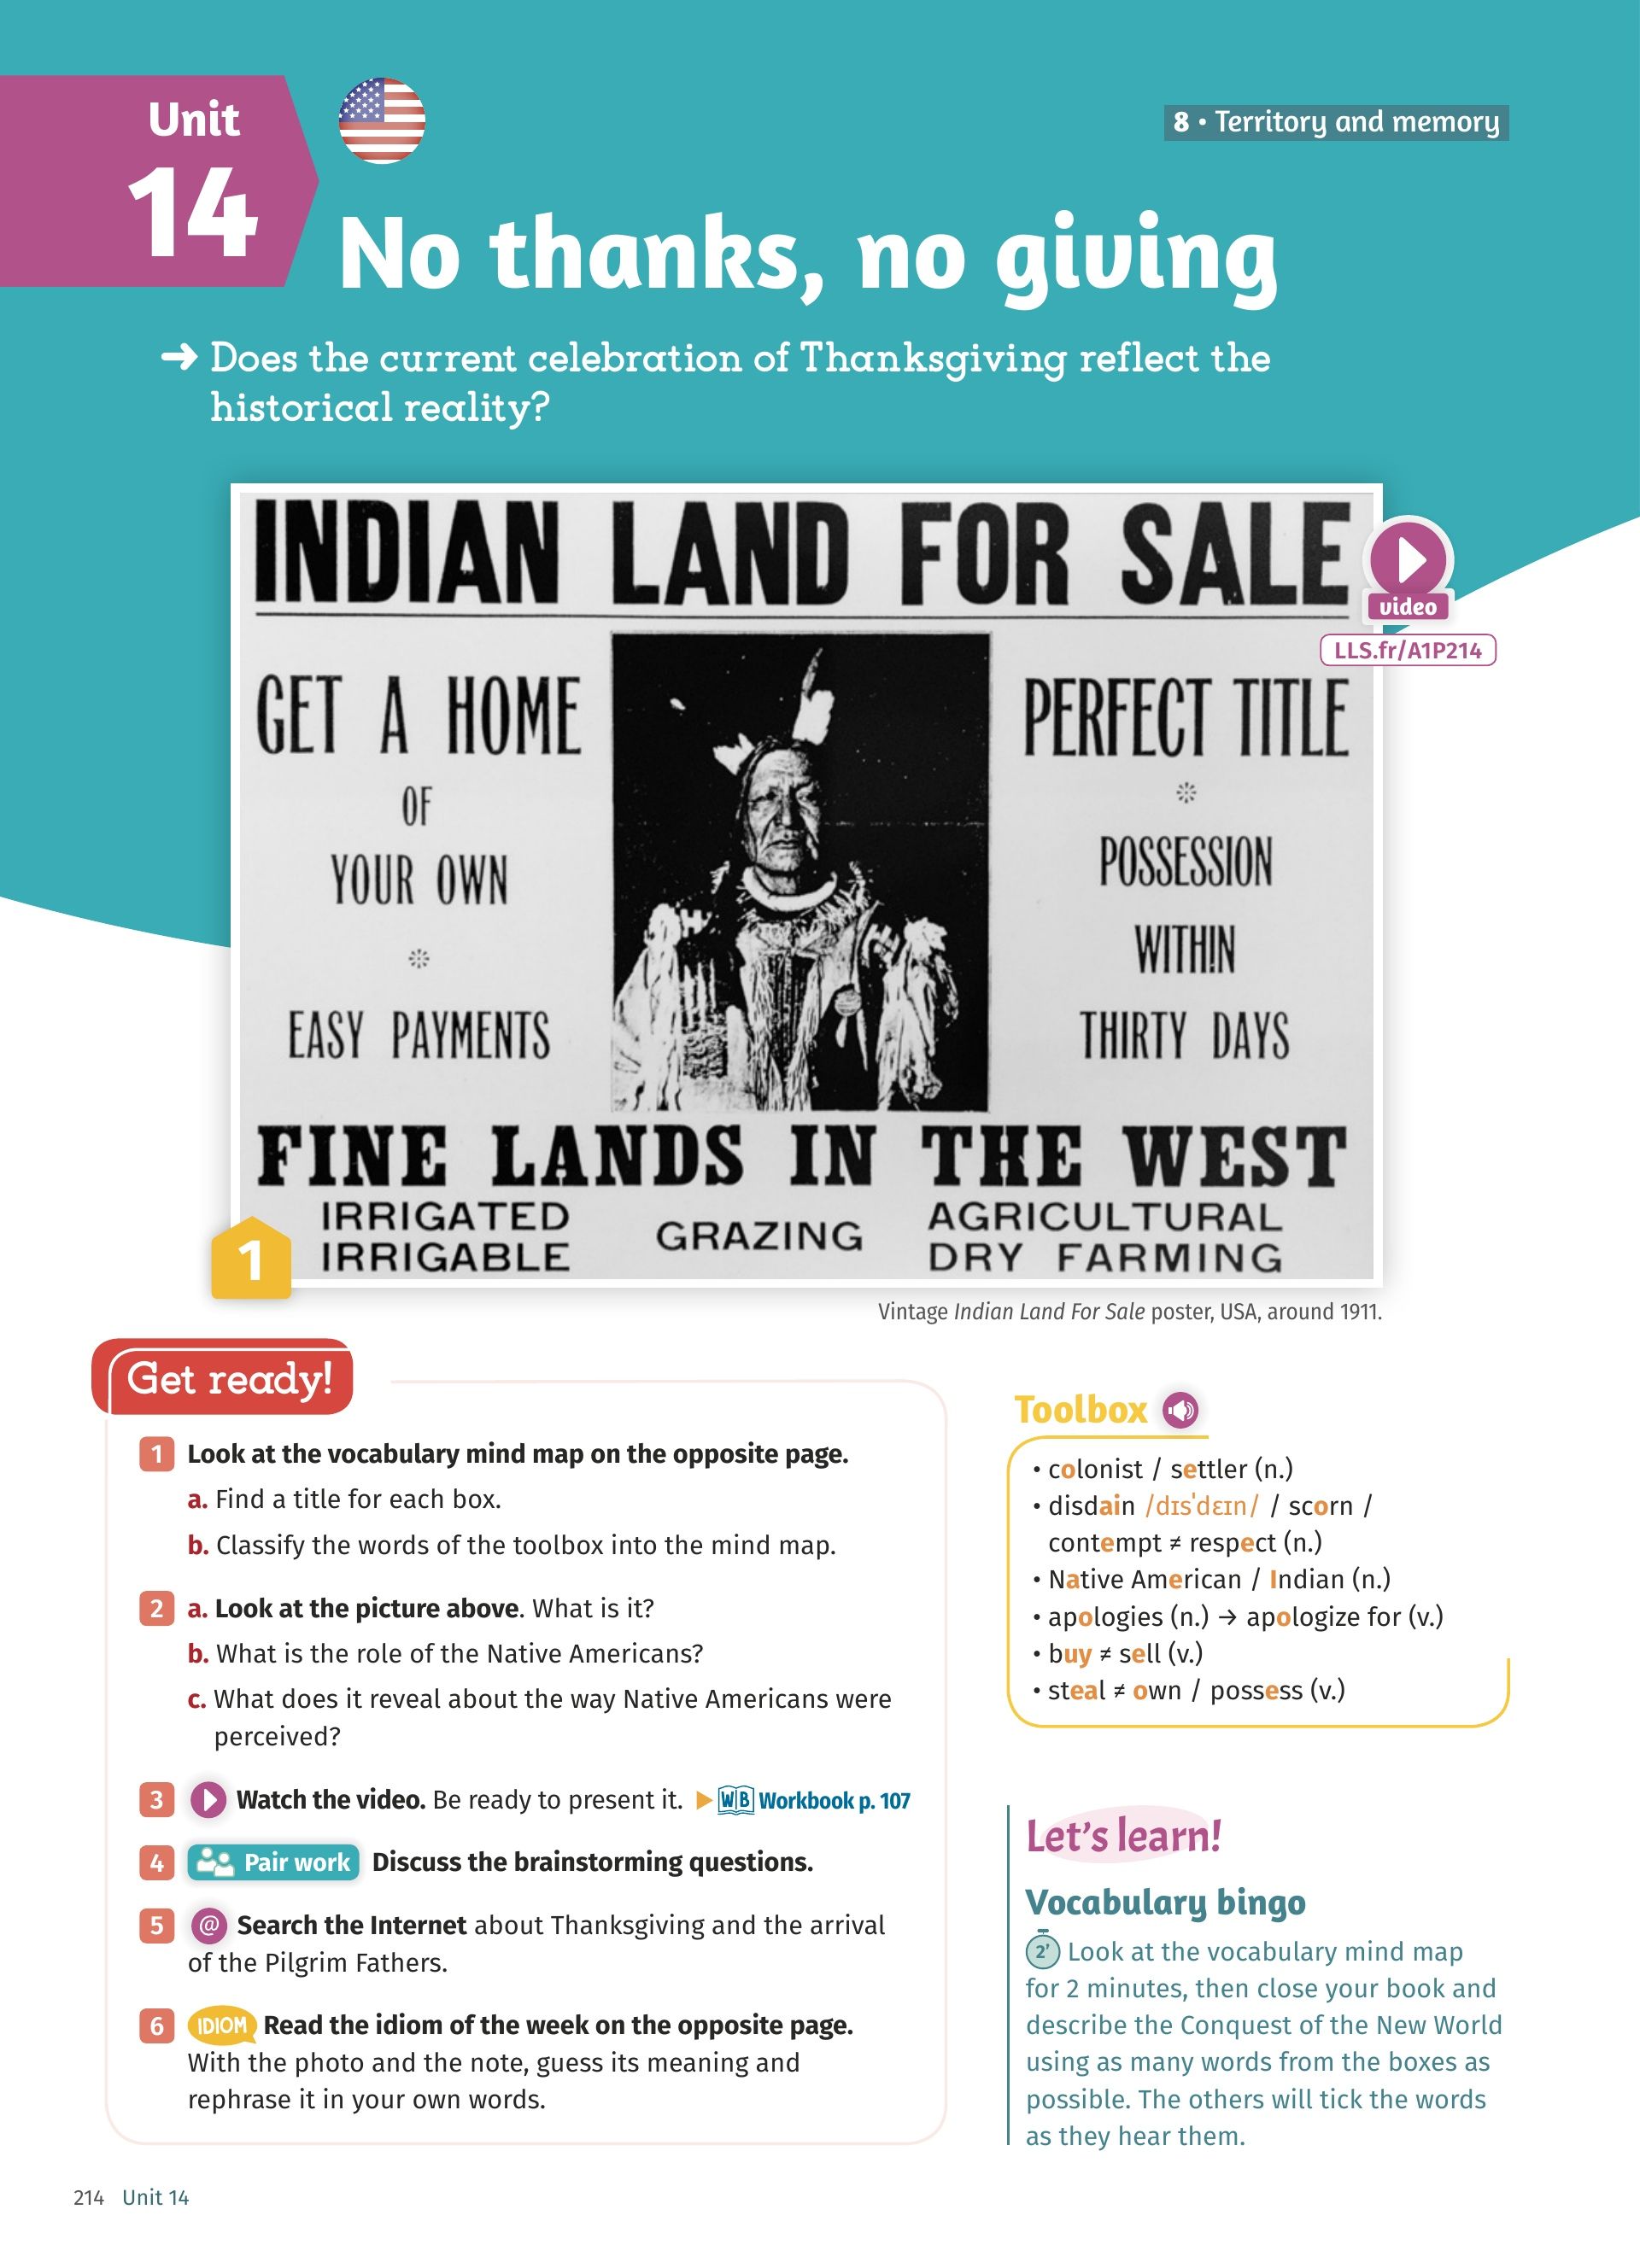 Unit
14
8 • Territory and memory
No thanks, no giving
➜ Does the current celebration of Thanksgiving reflect the
historical reality?
INDIAN LAND FOR SALE
GET A HOME
OF
YOUR OWN
EASY PAYMENTS
PERFECT TITLE
POSSESSION
WITHIN
THIRTY DAYS
video
LLS.fr/A1P214
FINE LANDS IN THE WEST
IRRIGATED
IRRIGABLE
GRAZING
AGRICULTURAL
DRY FARMING
1
Vintage Indian Land For Sale poster, USA, around 1911.
Get ready!
1 Look at the vocabulary mind map on the opposite page.
a. Find a title for each box.
b. Classify the words of the toolbox into the mind map.
2 a. Look at the picture above. What is it?
b. What is the role of the Native Americans?
c. What does it reveal about the way Native Americans were
perceived?
3 Watch the video. Be ready to present it. ▶ WB Workbook p. 107
4 Pair work Discuss the brainstorming questions.
5 @ Search the Internet about Thanksgiving and the arrival
of the Pilgrim Fathers.
6 IDIOM Read the idiom of the week on the opposite page.
With the photo and the note, guess its meaning and
rephrase it in your own words.
Toolbox
• colonist / settler (n.)
• disdain /dɪsˈdɛɪn/ / scorn /
contempt ≠ respect (n.)
• Native American / Indian (n.)
• apologies (n.) → apologize for (v.)
• buy ≠ sell (v.)
• steal ≠ own / possess (v.)
Let's learn!
Vocabulary bingo
2' Look at the vocabulary mind map
for 2 minutes, then close your book and
describe the Conquest of the New World
using as many words from the boxes as
possible. The others will tick the words
as they hear them.
214 Unit 14